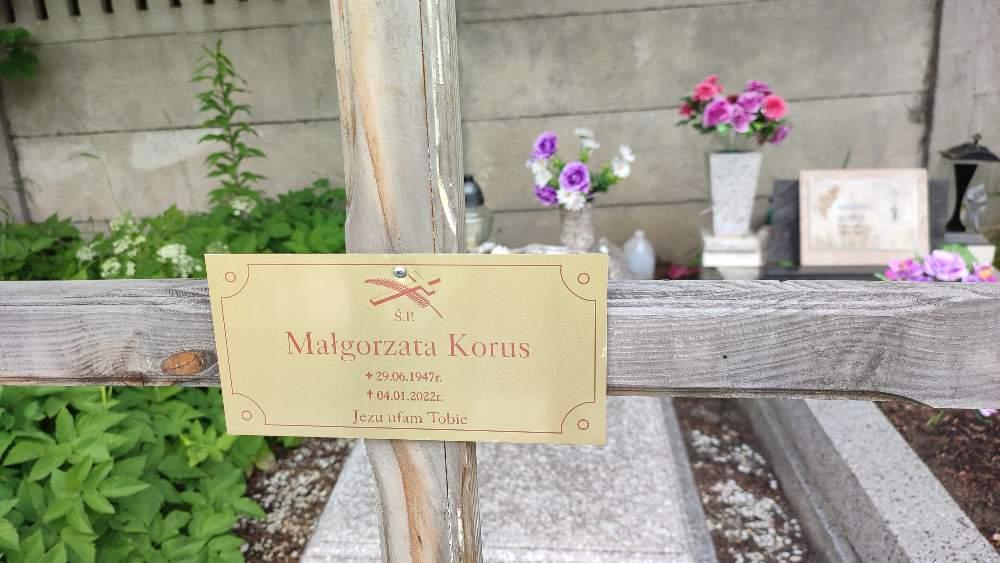 Ś.P.
Małgorzata Korus
✝ 29.06.1947r.
✝ 04.01.2022r.
Jezu ufam Tobie